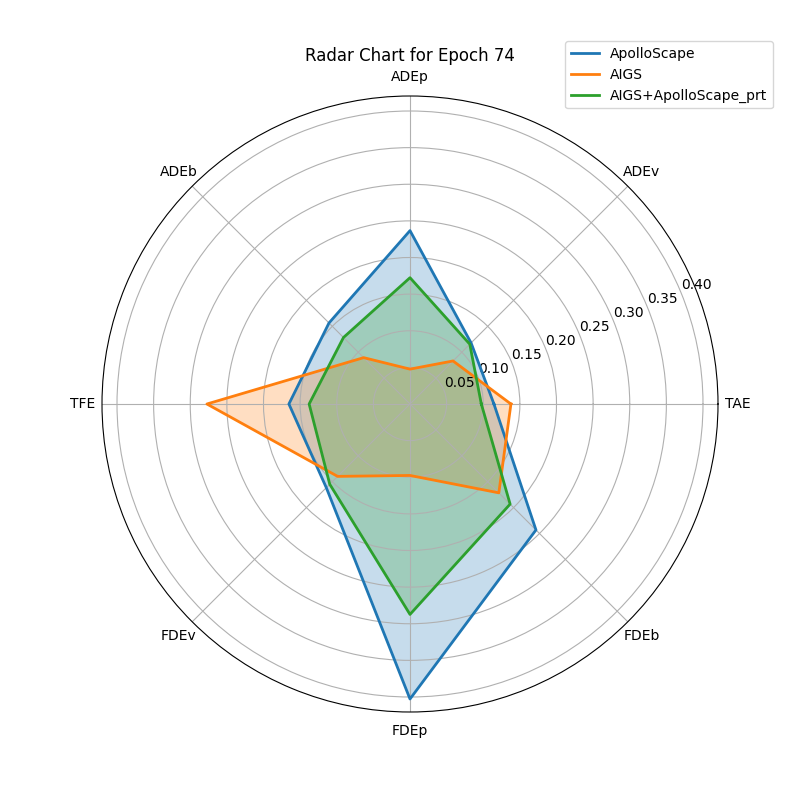 Radar Chart for Epoch 74
ApolloScape
AIGS
AIGS+ApolloScape_prt
ADEp
ADEb
ADEv
0.40
0.35
0.30
0.25
0.20
0.15
0.10
0.05
TFE
TAE
FDEv
FDEb
FDEp